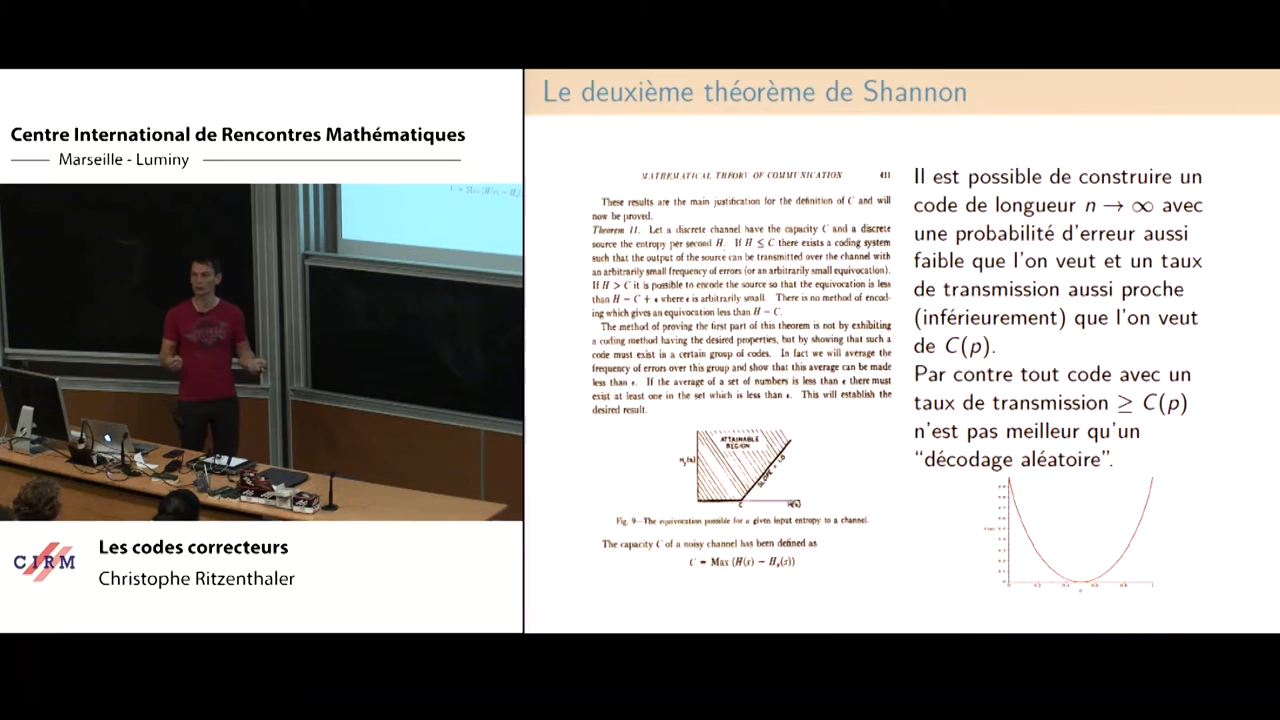 Centre International de Rencontres Mathématiques
Marseille - Luminy
CIRM
Les codes correcteurs
Christophe Ritzenthaler
Le deuxième théorème de Shannon
MATHEMATICAL THEORY OF COMMUNICATION 411
These results are the main justification for the definition of C and will
now be proved.
Theorem 11. Let a discrete channel have the capacity C and a discrete
source the entropy per second H. If H ≤ C there exists a coding system
such that the output of the source can be transmitted over the channel with
an arbitrarily small frequency of errors (or an arbitrarily small equivocation).
If H > C it is possible to encode the source so that the equivocation is less
than H − C + ϵ where ϵ is arbitrarily small. There is no method of encod-
ing which gives an equivocation less than H − C.
The method of proving the first part of this theorem is not by exhibiting
a coding method having the desired properties, but by showing that such a
code must exist in a certain group of codes. In fact we will average the
frequency of errors over this group and show that this average can be made
less than ϵ. If the average of a set of numbers is less than ϵ there must
exist at least one in the set which is less than ϵ. This will establish the
desired result.
ATTAINABLE
REGION
SLOPE = 1.0
H_y(x)
C
H(x)
Fig. 9—The equivocation possible for a given input entropy to a channel.
The capacity C of a noisy channel has been defined as
C = Max (H(x) − H_y(x))
Il est possible de construire un
code de longueur n → ∞ avec
une probabilité d'erreur aussi
faible que l'on veut et un taux
de transmission aussi proche
(inférieurement) que l'on veut
de C(p).
Par contre tout code avec un
taux de transmission ≥ C(p)
n'est pas meilleur qu'un
“décodage aléatoire”.